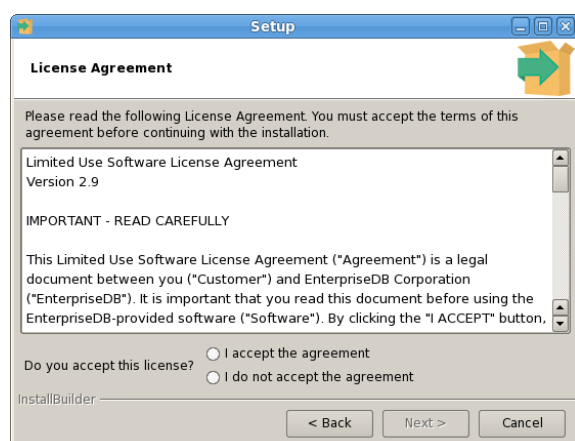 Setup
License Agreement
Please read the following License Agreement. You must accept the terms of this
agreement before continuing with the installation.
Limited Use Software License Agreement
Version 2.9
IMPORTANT - READ CAREFULLY
This Limited Use Software License Agreement ("Agreement") is a legal
document between you ("Customer") and EnterpriseDB Corporation
("EnterpriseDB"). It is important that you read this document before using the
EnterpriseDB-provided software ("Software"). By clicking the "I ACCEPT" button,
Do you accept this license?
I accept the agreement
I do not accept the agreement
InstallBuilder
< Back
Next >
Cancel